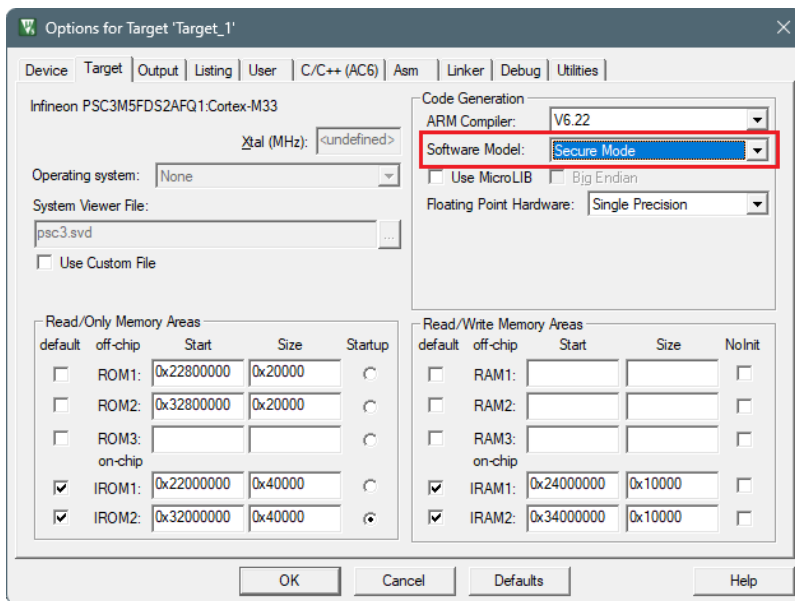 Options for Target 'Target_1'
Device Target Output Listing User C/C++ (AC6) Asm Linker Debug Utilities
Infineon PSC3M5FDS2AFQ1:Cortex-M33
Xtal (MHz): <undefined>
Operating system: None
System Viewer File:
psc3.svd
...
Use Custom File
Code Generation
ARM Compiler: V6.22
Software Model: Secure Mode
Use MicroLIB Big Endian
Floating Point Hardware: Single Precision
Read/Only Memory Areas
default off-chip Start Size Startup
ROM1: 0x22800000 0x20000
ROM2: 0x32800000 0x20000
ROM3:
on-chip
IROM1: 0x22000000 0x40000
IROM2: 0x32000000 0x40000
Read/Write Memory Areas
default off-chip Start Size NoInit
RAM1:
RAM2:
RAM3:
on-chip
IRAM1: 0x24000000 0x10000
IRAM2: 0x34000000 0x10000
OK Cancel Defaults Help